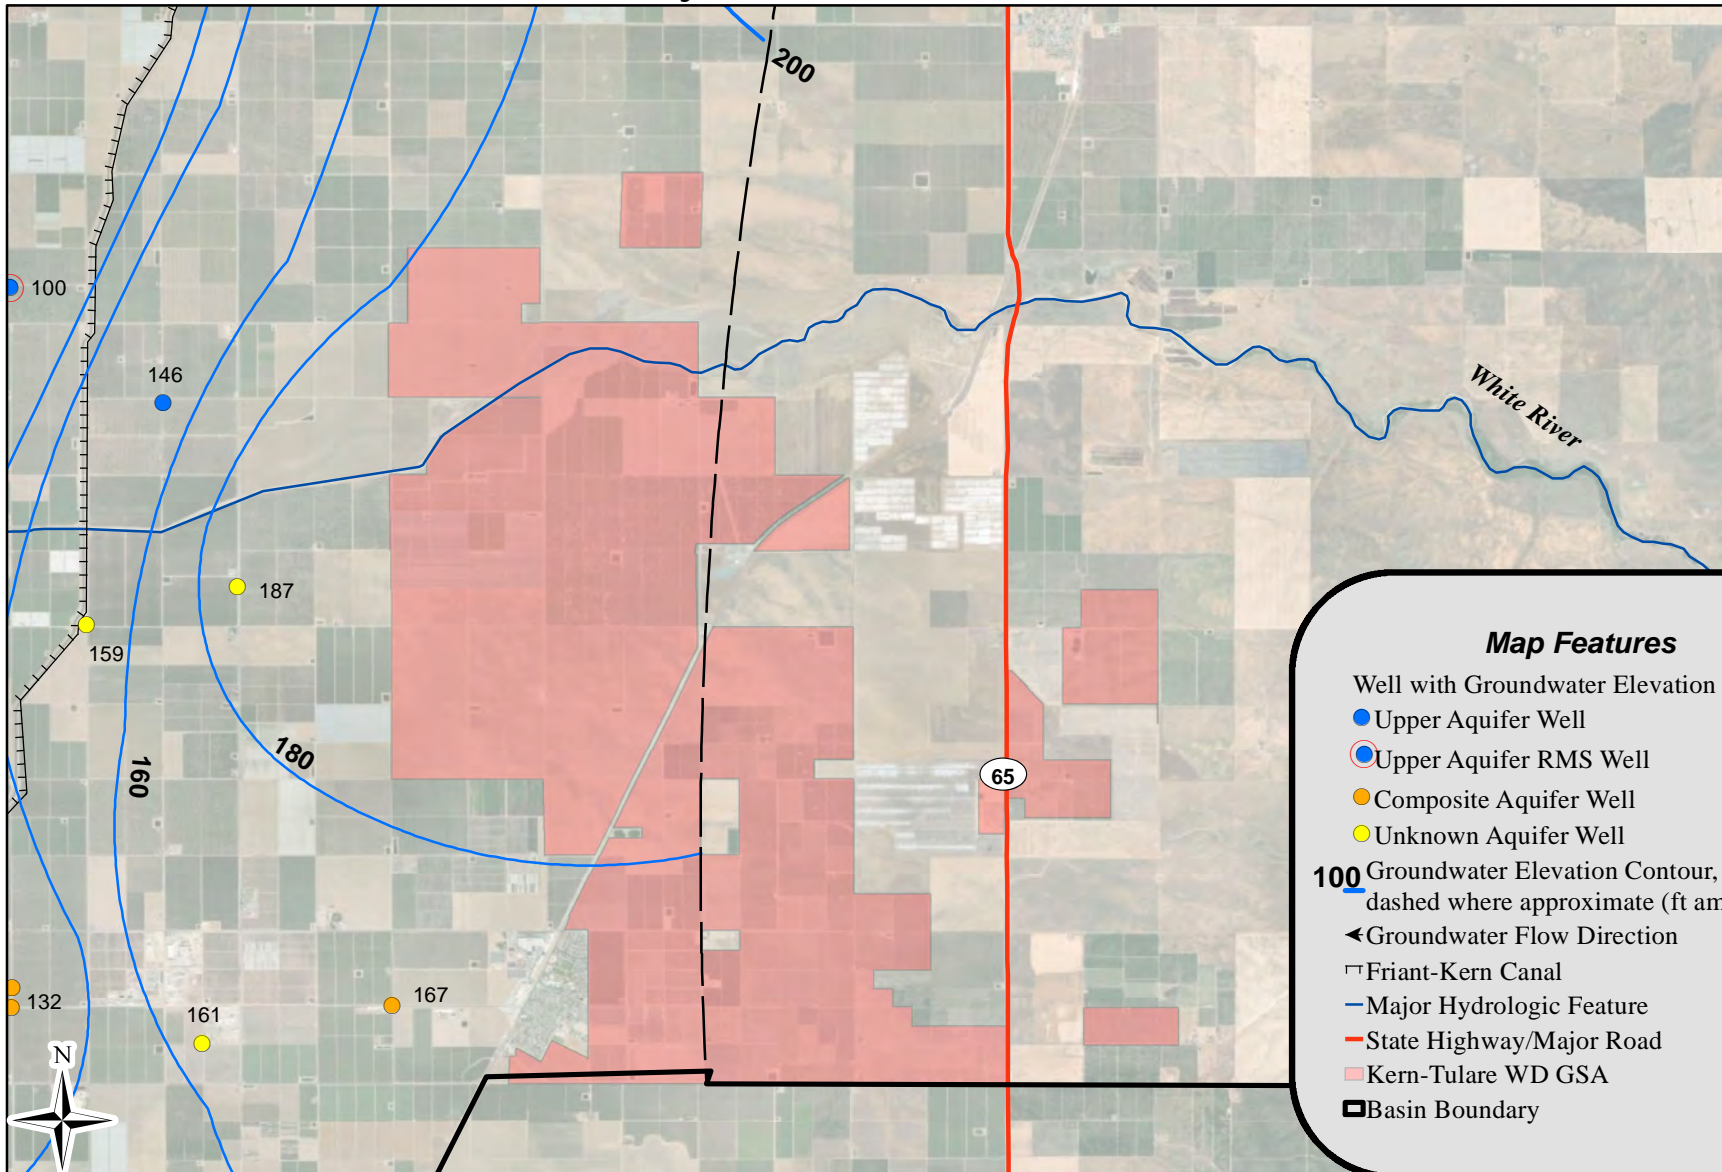 200
100
146
White River
187
159
180
160
65
132
167
161
N
Map Features
Well with Groundwater Elevation
Upper Aquifer Well
Upper Aquifer RMS Well
Composite Aquifer Well
Unknown Aquifer Well
100 Groundwater Elevation Contour,
dashed where approximate (ft am
Groundwater Flow Direction
Friant-Kern Canal
Major Hydrologic Feature
State Highway/Major Road
Kern-Tulare WD GSA
Basin Boundary